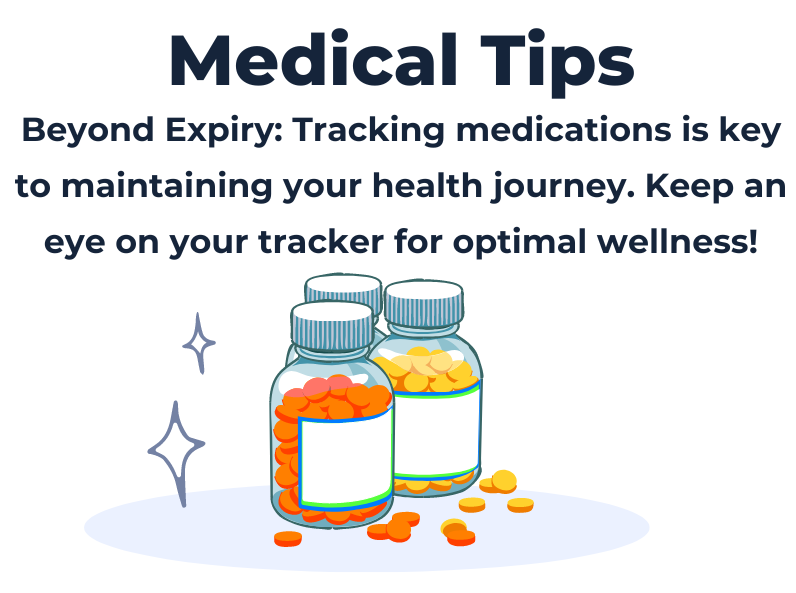 Medical Tips
Beyond Expiry: Tracking medications is key
to maintaining your health journey. Keep an
eye on your tracker for optimal wellness!